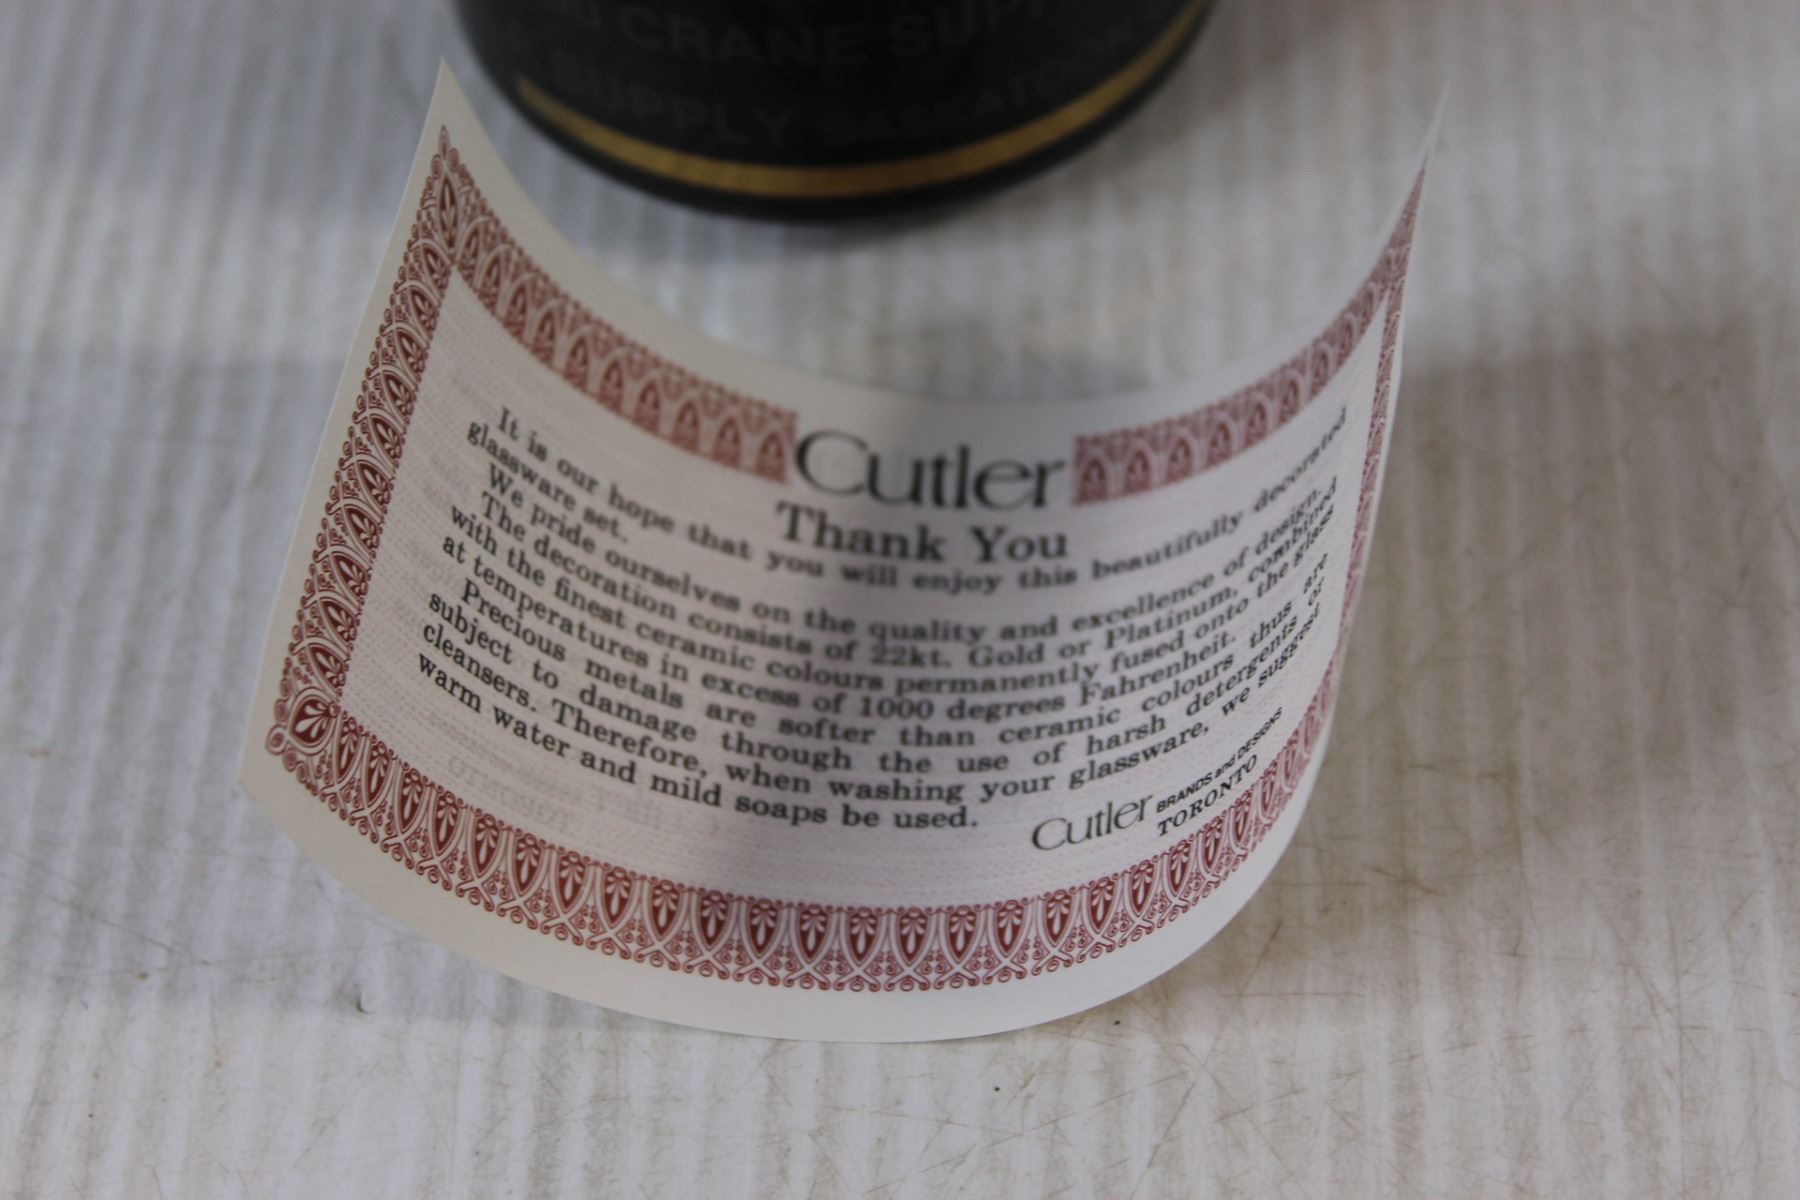 CRANE SUPP
SUPPLY SASKATOON
Cutler
Thank You
It is our hope that you will enjoy this beautifully decorated
glassware set.
We pride ourselves on the quality and excellence of design.
The decoration consists of 22kt. Gold or Platinum, combined
with the finest ceramic colours permanently fused onto the glass
at temperatures in excess of 1000 degrees Fahrenheit.
Precious metals are softer than ceramic colours thus are
subject to damage through the use of harsh detergents or
cleansers. Therefore, when washing your glassware, we suggest
warm water and mild soaps be used.
Cutler BRANDS and DESIGNS
TORONTO